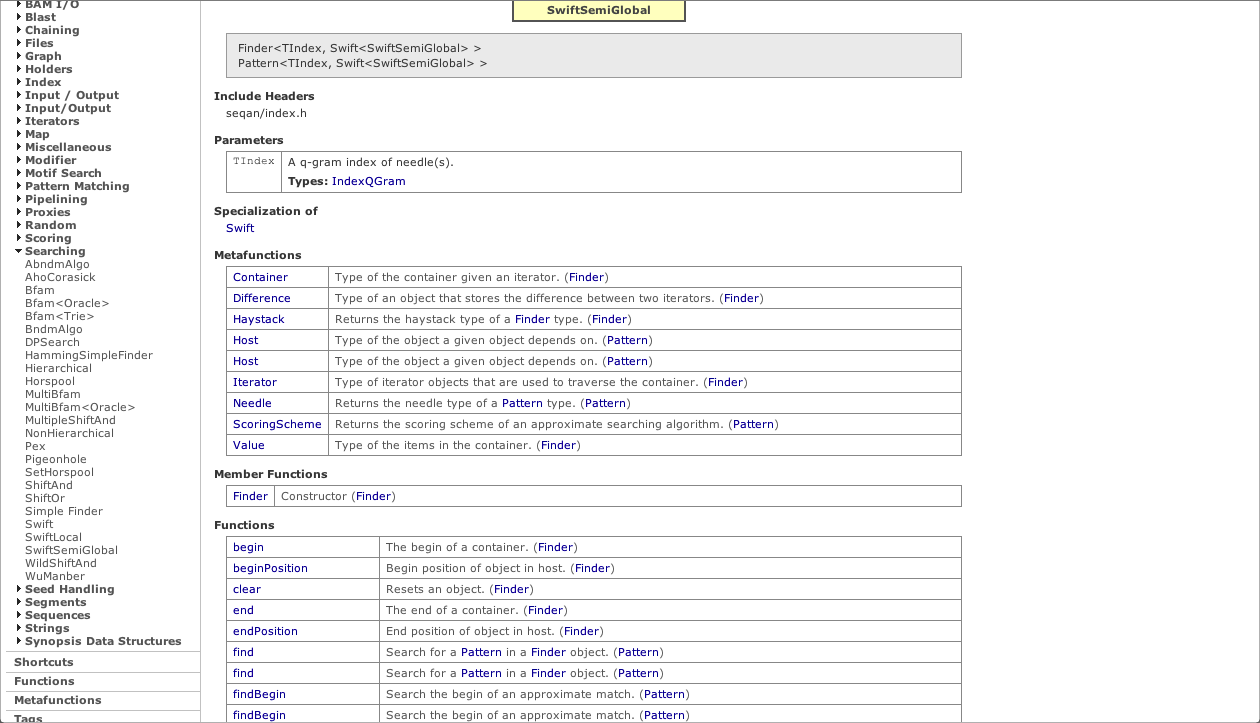 BAM I/O
Blast
Chaining
Files
Graph
Holders
Index
Input / Output
Input/Output
Iterators
Map
Miscellaneous
Modifier
Motif Search
Pattern Matching
Pipelining
Proxies
Random
Scoring
Searching
AbndmAlgo
AhoCorasick
Bfam
Bfam<Oracle>
Bfam<Trie>
BndmAlgo
DPSearch
HammingSimpleFinder
Hierarchical
Horspool
MultiBfam
MultiBfam<Oracle>
MultipleShiftAnd
NonHierarchical
Pex
Pigeonhole
SetHorspool
ShiftAnd
ShiftOr
Simple Finder
Swift
SwiftLocal
SwiftSemiGlobal
WildShiftAnd
WuManber
Seed Handling
Segments
Sequences
Strings
Synopsis Data Structures
Shortcuts
Functions
Metafunctions
Tags
SwiftSemiGlobal
Finder<TIndex, Swift<SwiftSemiGlobal> >
Pattern<TIndex, Swift<SwiftSemiGlobal> >
Include Headers
seqan/index.h
Parameters
TIndex A q-gram index of needle(s).
Types: IndexQGram
Specialization of
Swift
Metafunctions
Container Type of the container given an iterator. (Finder)
Difference Type of an object that stores the difference between two iterators. (Finder)
Haystack Returns the haystack type of a Finder type. (Finder)
Host Type of the object a given object depends on. (Pattern)
Host Type of the object a given object depends on. (Pattern)
Iterator Type of iterator objects that are used to traverse the container. (Finder)
Needle Returns the needle type of a Pattern type. (Pattern)
ScoringScheme Returns the scoring scheme of an approximate searching algorithm. (Pattern)
Value Type of the items in the container. (Finder)
Member Functions
Finder Constructor (Finder)
Functions
begin The begin of a container. (Finder)
beginPosition Begin position of object in host. (Finder)
clear Resets an object. (Finder)
end The end of a container. (Finder)
endPosition End position of object in host. (Finder)
find Search for a Pattern in a Finder object. (Pattern)
find Search for a Pattern in a Finder object. (Pattern)
findBegin Search the begin of an approximate match. (Pattern)
findBegin Search the begin of an approximate match. (Pattern)